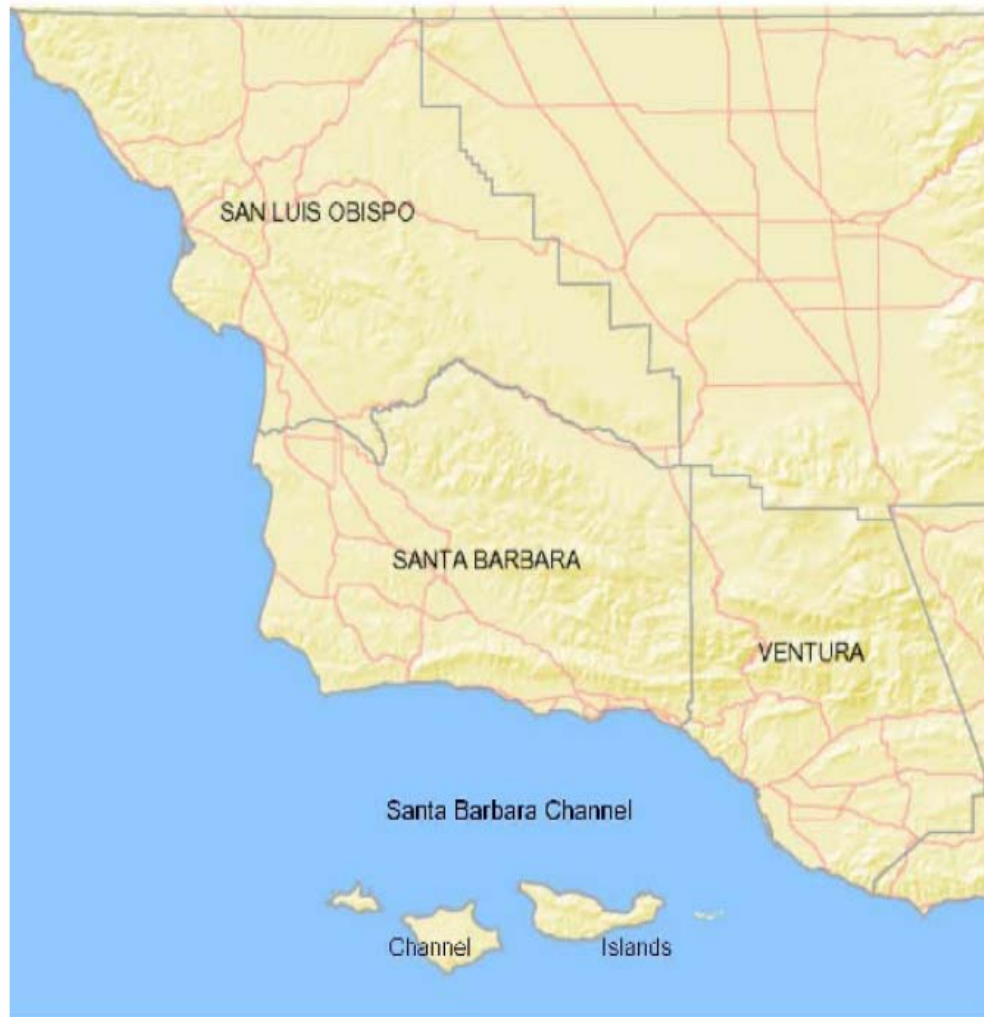 SAN LUIS OBISPO
SANTA BARBARA
VENTURA
Santa Barbara Channel
Channel Islands